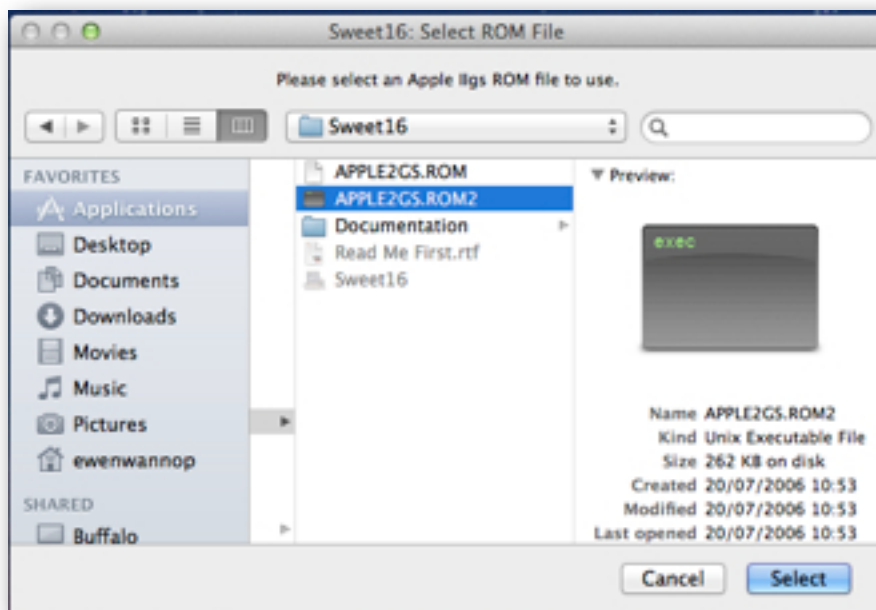 Sweet16: Select ROM File
Please select an Apple IIgs ROM file to use.
Sweet16
FAVORITES
Applications
Desktop
Documents
Downloads
Movies
Music
Pictures
ewenwannop
SHARED
Buffalo
APPLE2GS.ROM
APPLE2GS.ROM2
Documentation
Read Me First.rtf
Sweet16
Preview:
exec
Name APPLE2GS.ROM2
Kind Unix Executable File
Size 262 KB on disk
Created 20/07/2006 10:53
Modified 20/07/2006 10:53
Last opened 20/07/2006 10:53
Cancel
Select